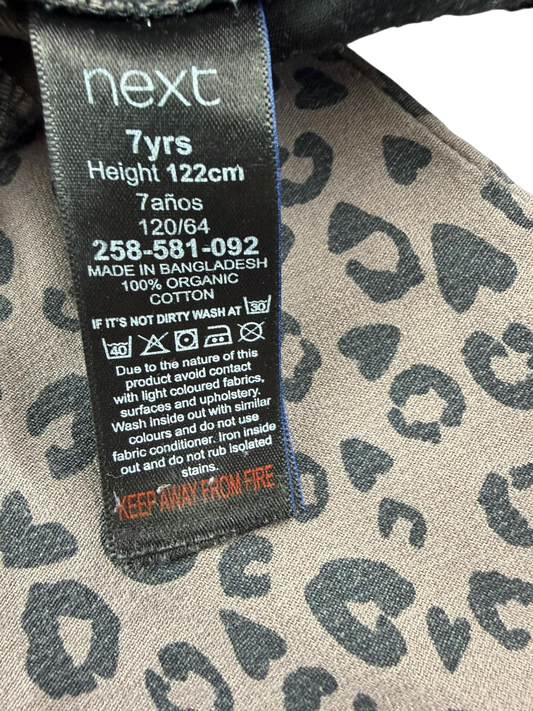 next
7yrs
Height 122cm
7años
120/64
258-581-092
MADE IN BANGLADESH
100% ORGANIC
COTTON
IF IT'S NOT DIRTY WASH AT 30
40
Due to the nature of this
product avoid contact
with light coloured fabrics,
surfaces and upholstery.
Wash inside out with similar
colours and do not use
fabric conditioner. Iron inside
out and do not rub isolated
stains.
KEEP AWAY FROM FIRE